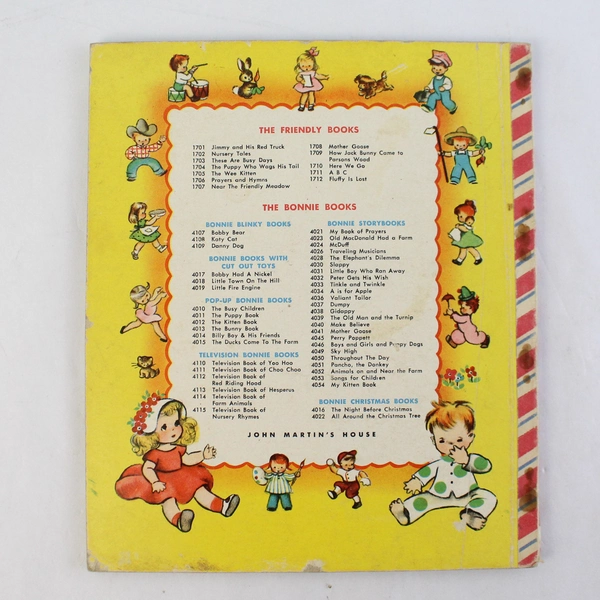 THE FRIENDLY BOOKS
1701 Jimmy and His Red Truck
1702 Nursery Tales
1703 These Are Busy Days
1704 The Puppy Who Wags His Tail
1705 The Wee Kitten
1706 Prayers and Hymns
1707 Near The Friendly Meadow
1708 Mother Goose
1709 How Jack Bunny Came to
Parsons Wood
1710 Here We Go
1711 A B C
1712 Fluffy Is Lost
THE BONNIE BOOKS
BONNIE BLINKY BOOKS
4107 Bobby Bear
4108 Katy Cat
4109 Danny Dog
BONNIE BOOKS WITH
CUT OUT TOYS
4017 Bobby Had A Nickel
4018 Little Town On The Hill
4019 Little Fire Engine
POP-UP BONNIE BOOKS
4010 The Busy Children
4011 The Puppy Book
4012 The Kitten Book
4013 The Bunny Book
4014 Billy Boy & His Friends
4015 The Ducks Come To The Farm
TELEVISION BONNIE BOOKS
4110 Television Book of Yoo Hoo
4111 Television Book of Choo Choo
4112 Television Book of
Red Riding Hood
4113 Television Book of Hesperus
4114 Television Book of
Farm Animals
4115 Television Book of
Nursery Rhymes
BONNIE STORYBOOKS
4021 My Book of Prayers
4023 Old MacDonald Had a Farm
4024 McDuff
4026 Traveling Musicians
4028 The Elephant's Dilemma
4030 Slappy
4031 Little Boy Who Ran Away
4032 Peter Gets His Wish
4033 Tinkle and Twinkle
4034 A is for Apple
4036 Valiant Tailor
4037 Dumpy
4038 Gidappy
4039 The Old Man and the Turnip
4040 Make Believe
4041 Mother Goose
4045 Perry Poppett
4046 Boys and Girls and Puppy Dogs
4049 Sky High
4050 Throughout The Day
4051 Pancho, the Donkey
4052 Animals on and Near the Farm
4053 Songs for Children
4054 My Kitten Book
BONNIE CHRISTMAS BOOKS
4016 The Night Before Christmas
4022 All Around the Christmas Tree
JOHN MARTIN'S HOUSE